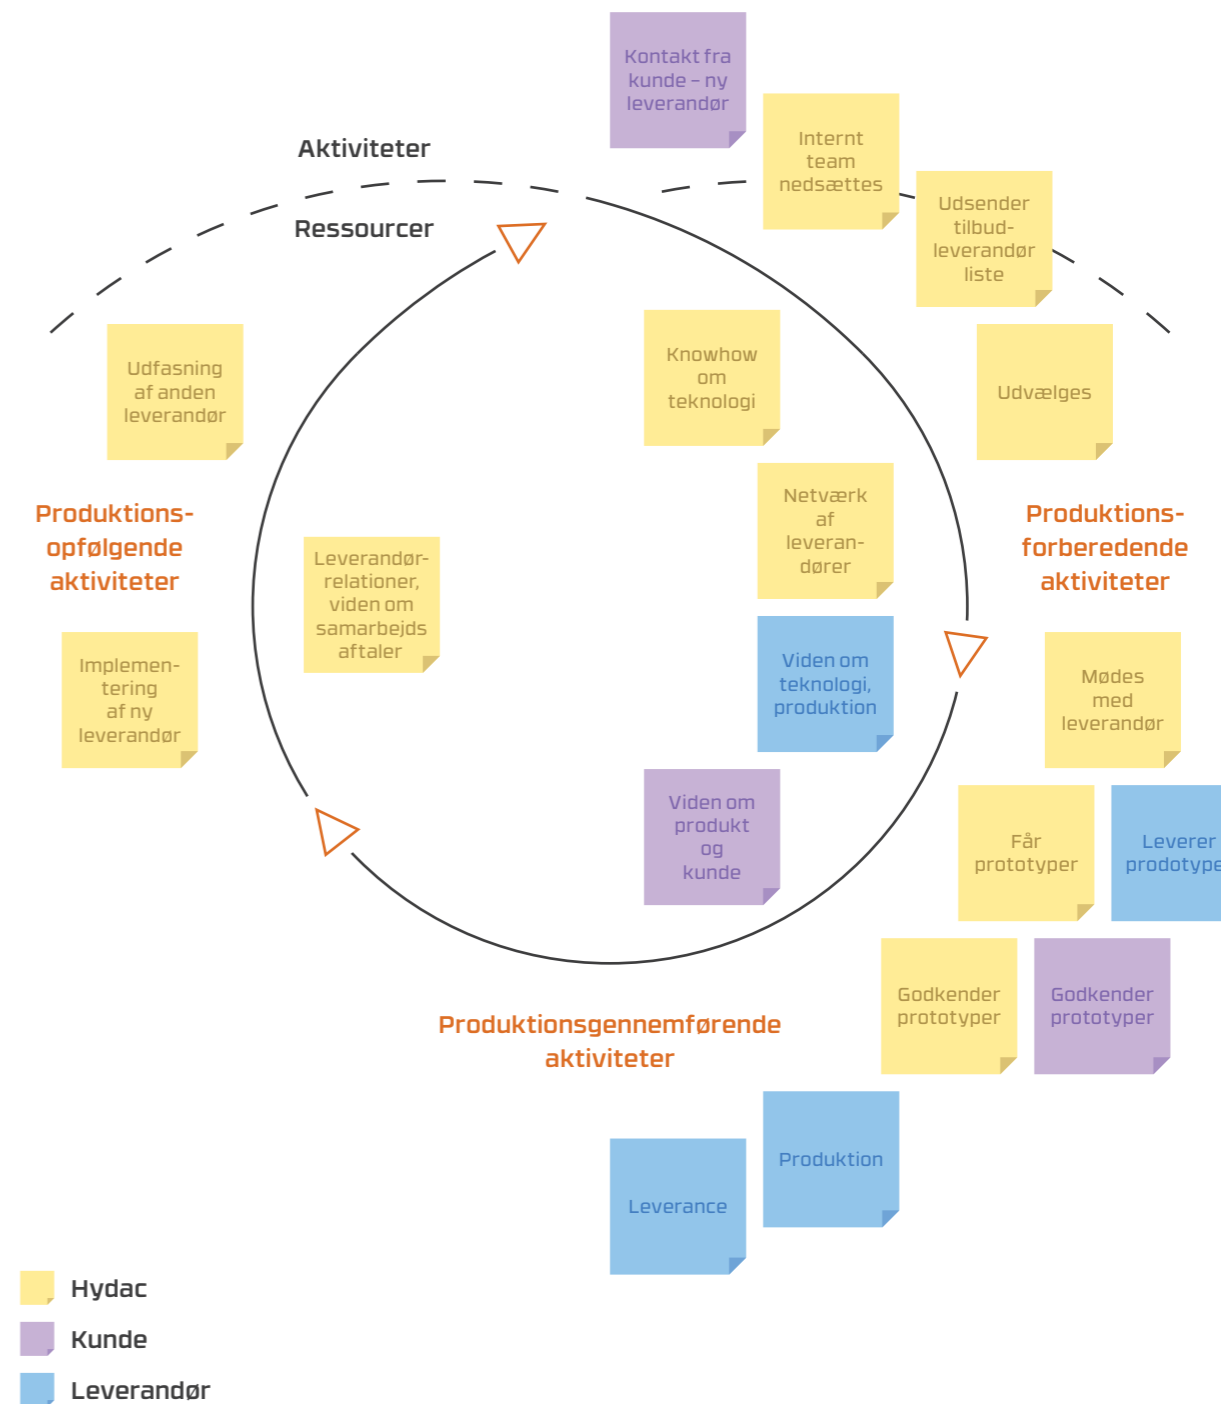 Kontakt fra
kunde – ny
leverandør
Internt
team
nedsættes
Udsender
tilbud-
leverandør
liste
Udvælges
Aktiviteter
Ressourcer
Knowhow
om
teknologi
Netværk
af
leveran-
dører
Viden om
teknologi,
produktion
Viden om
produkt
og
kunde
Udfasning
af anden
leverandør
Produktions-
opfølgende
aktiviteter
Leverandør-
relationer,
viden om
samarbejds
aftaler
Implemen-
tering
af ny
leverandør
Produktions-
forberedende
aktiviteter
Mødes
med
leverandør
Får
prototyper
Leverer
prodotype
Godkender
prototyper
Godkender
prototyper
Produktionsgennemførende
aktiviteter
Produktion
Leverance
Hydac
Kunde
Leverandør